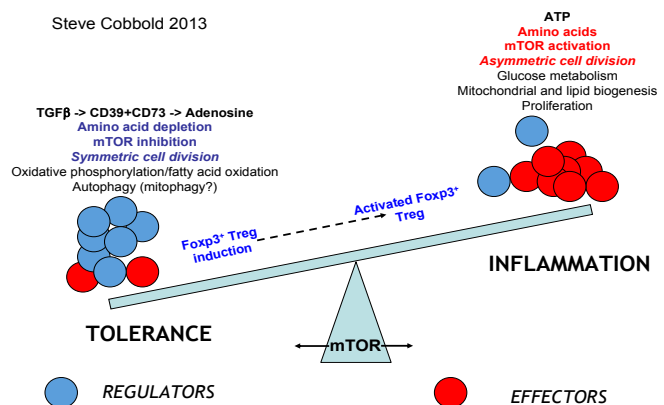 Steve Cobbold 2013
ATP
Amino acids
mTOR activation
Asymmetric cell division
Glucose metabolism
Mitochondrial and lipid biogenesis
Proliferation
TGFβ -> CD39+CD73 -> Adenosine
Amino acid depletion
mTOR inhibition
Symmetric cell division
Oxidative phosphorylation/fatty acid oxidation
Autophagy (mitophagy?)
Foxp3⁺ Treg
induction
Activated Foxp3⁺
Treg
INFLAMMATION
TOLERANCE
mTOR
REGULATORS
EFFECTORS